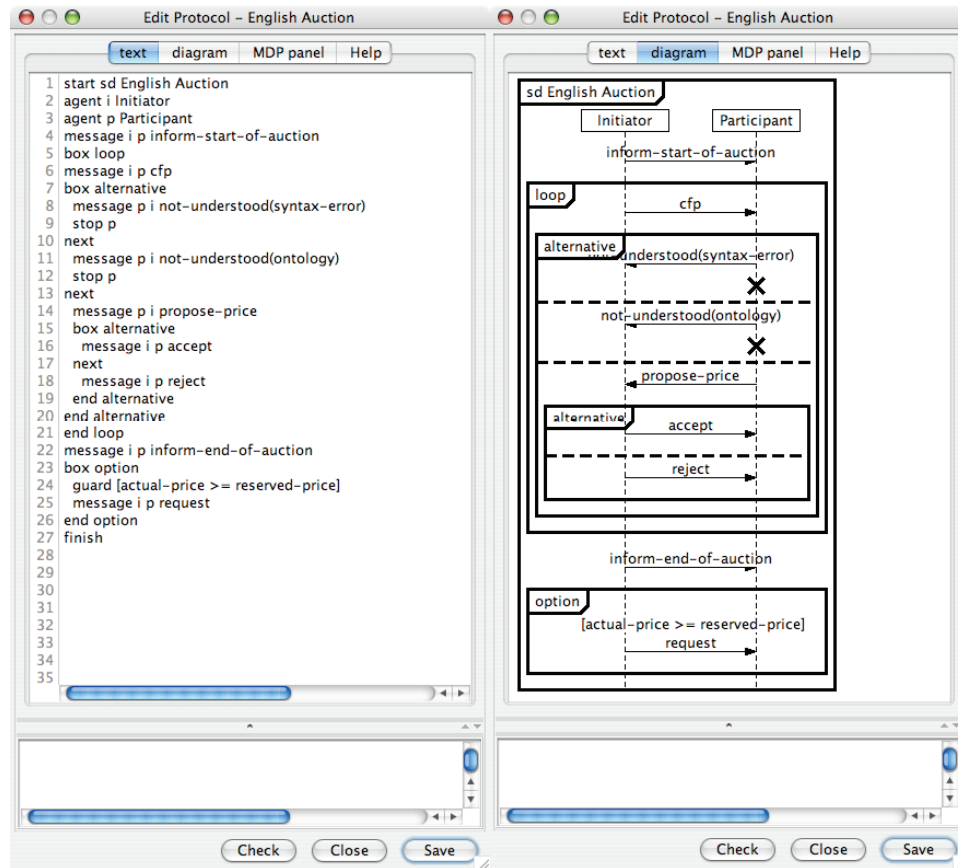 Edit Protocol – English Auction
text diagram MDP panel Help
1 start sd English Auction
2 agent i Initiator
3 agent p Participant
4 message i p inform-start-of-auction
5 box loop
6 message i p cfp
7 box alternative
8 message p i not-understood(syntax-error)
9 stop p
10 next
11 message p i not-understood(ontology)
12 stop p
13 next
14 message p i propose-price
15 box alternative
16 message i p accept
17 next
18 message i p reject
19 end alternative
20 end alternative
21 end loop
22 message i p inform-end-of-auction
23 box option
24 guard [actual-price >= reserved-price]
25 message i p request
26 end option
27 finish
28
29
30
31
32
33
34
35
Check Close Save
Edit Protocol – English Auction
text diagram MDP panel Help
sd English Auction
Initiator Participant
inform-start-of-auction
loop
cfp
alternative
not-understood(syntax-error)
not-understood(ontology)
propose-price
alternative
accept
reject
inform-end-of-auction
option
[actual-price >= reserved-price]
request
Check Close Save